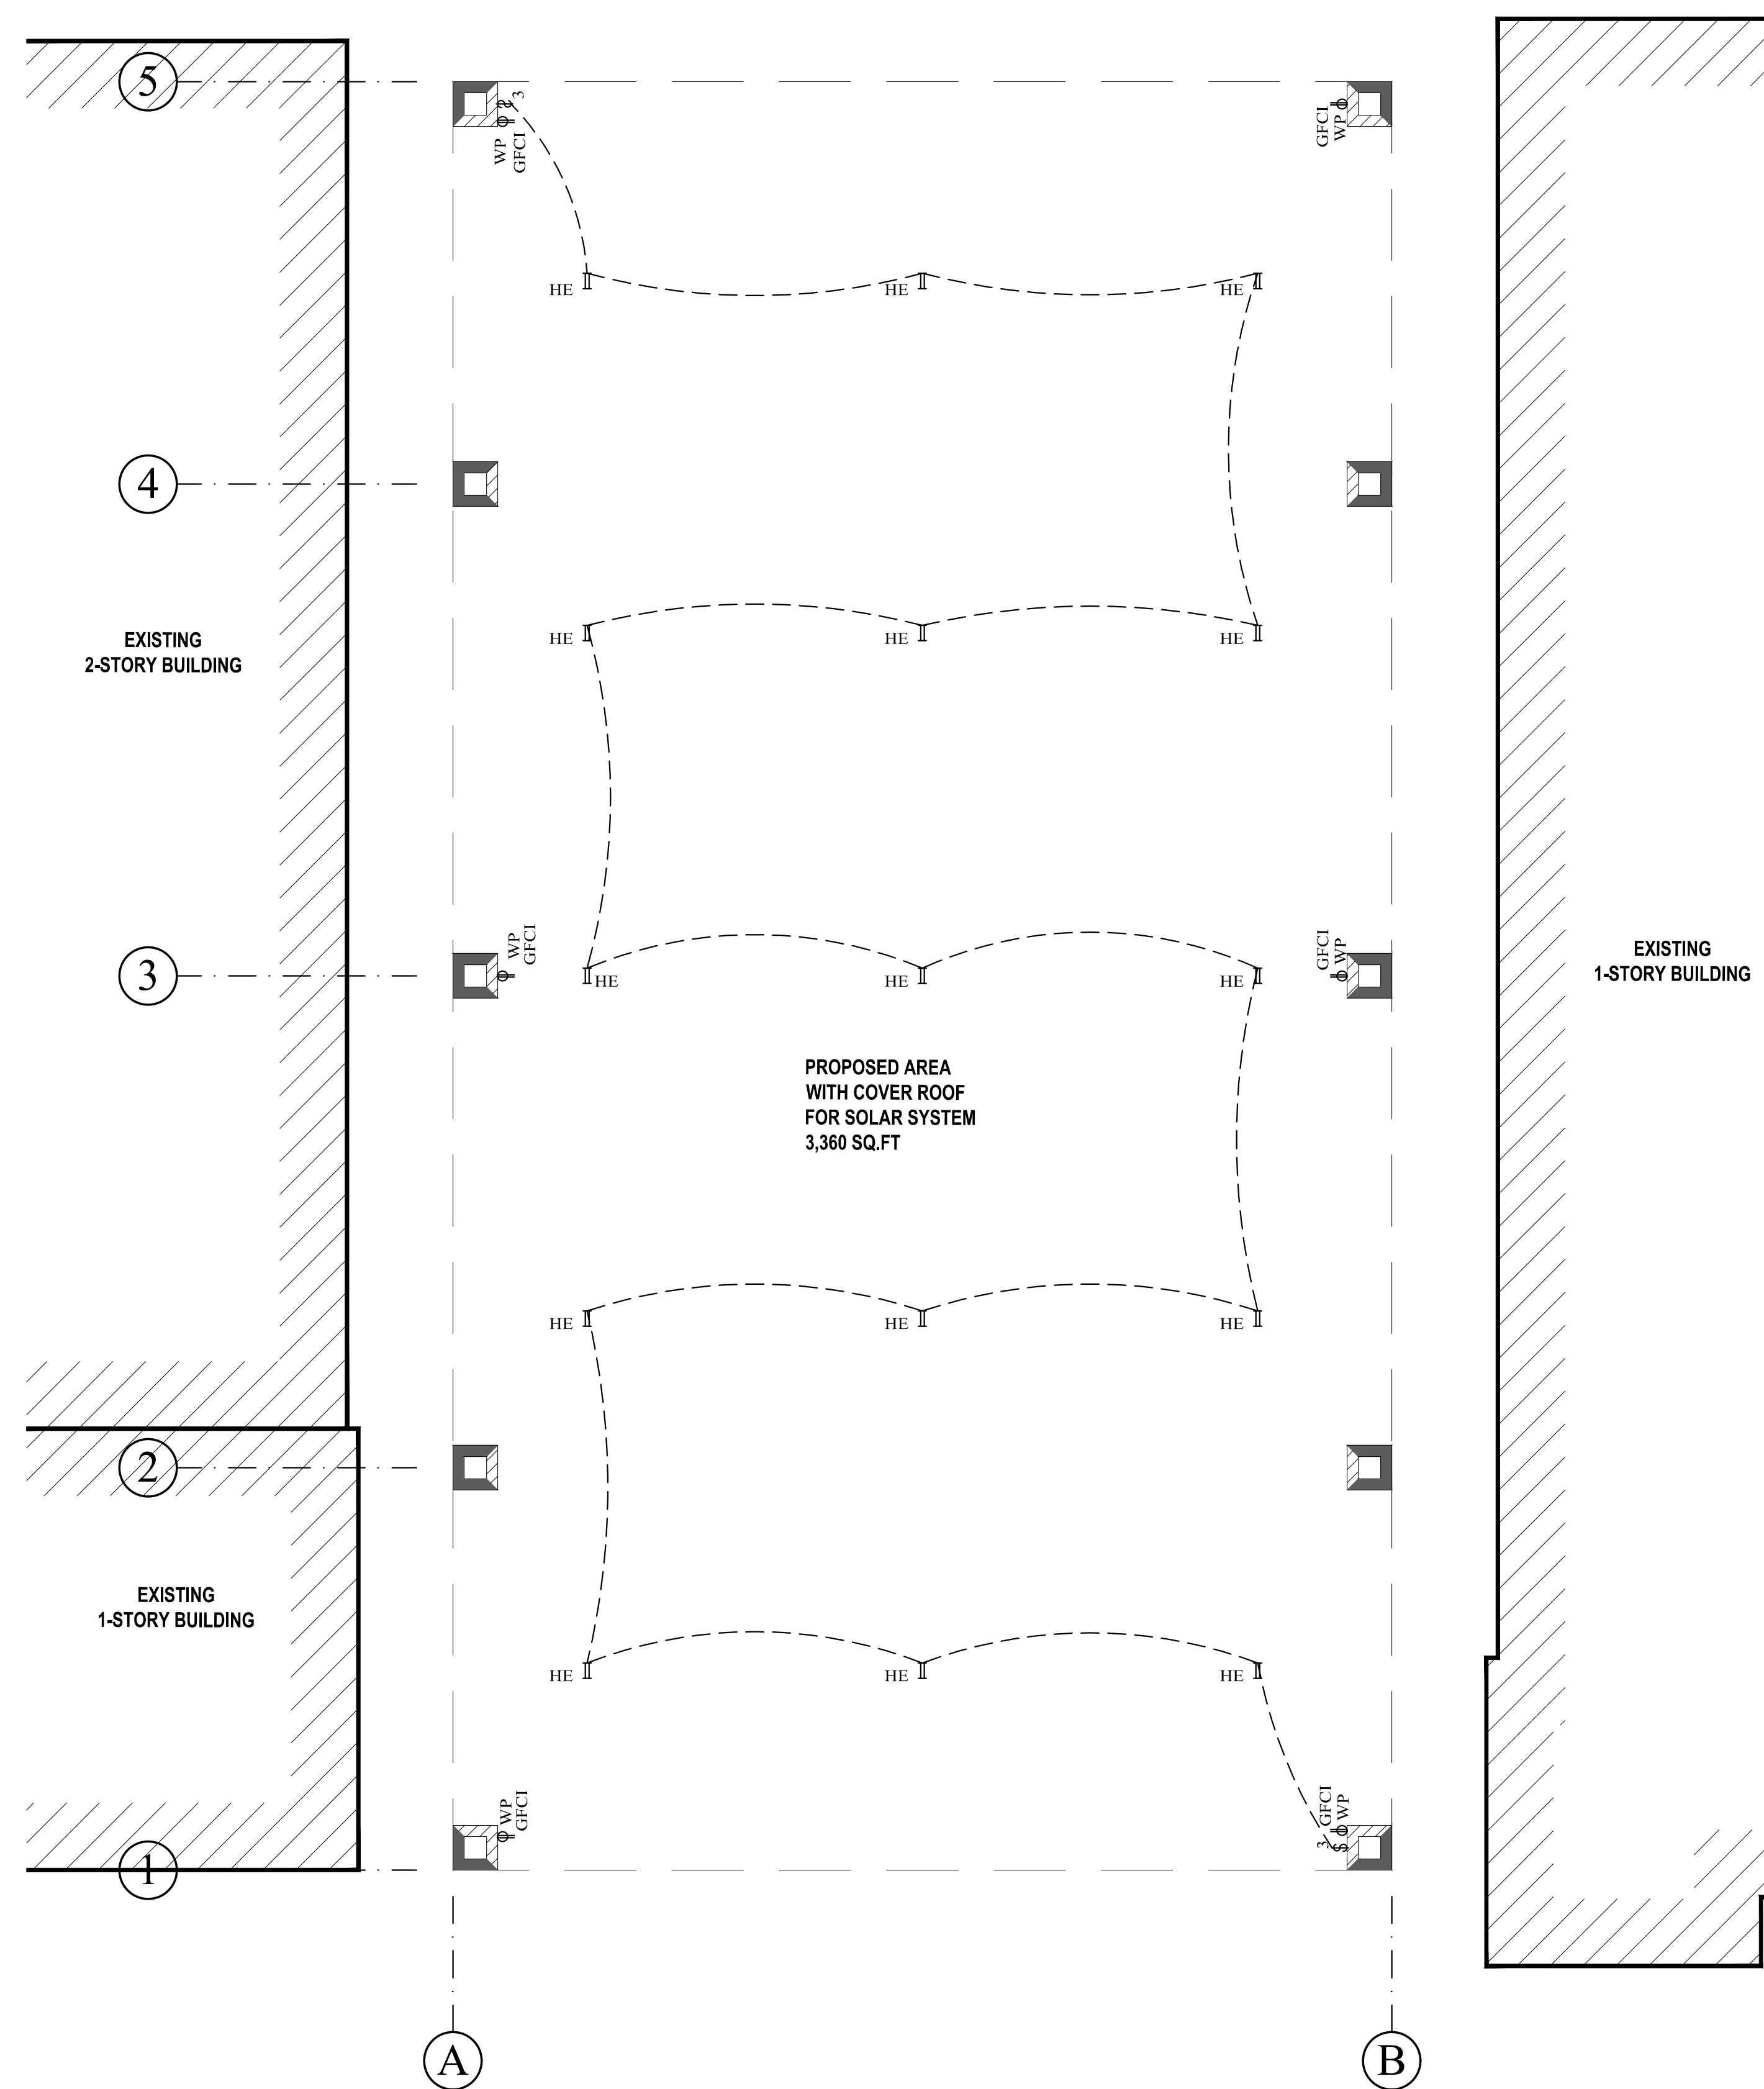 5
3
WP
GFCI
GFCI
WP
HE
HE
HE
4
HE
HE
HE
EXISTING
2-STORY BUILDING
3
WP
GFCI
GFCI
WP
HE
HE
HE
EXISTING
1-STORY BUILDING
PROPOSED AREA
WITH COVER ROOF
FOR SOLAR SYSTEM
3,360 SQ.FT
HE
HE
HE
2
EXISTING
1-STORY BUILDING
HE
HE
HE
WP
GFCI
GFCI
WP
3
$
1
A
B